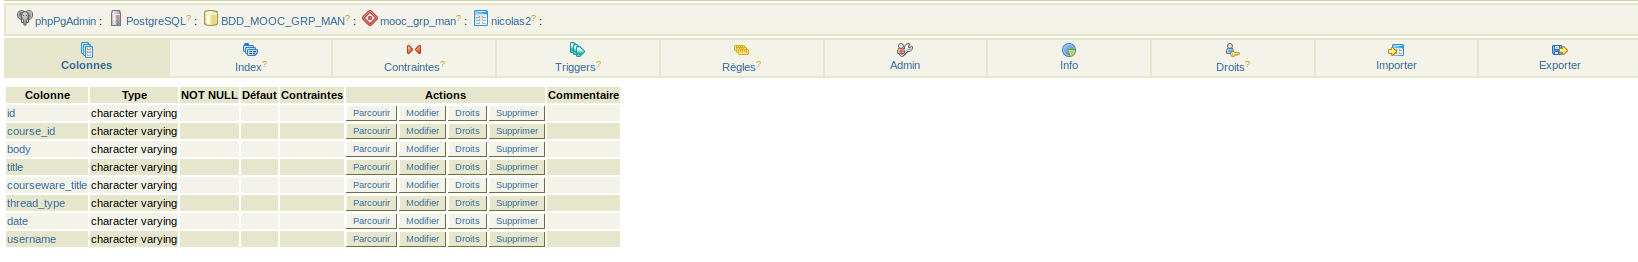 phpPgAdmin : PostgreSQL? : BDD_MOOC_GRP_MAN? : mooc_grp_man? : nicolas2? :
Colonnes Index? Contraintes? Triggers? Règles? Admin Info Droits? Importer Exporter
Colonne Type NOT NULL Défaut Contraintes Actions Commentaire
id character varying Parcourir Modifier Droits Supprimer
course_id character varying Parcourir Modifier Droits Supprimer
body character varying Parcourir Modifier Droits Supprimer
title character varying Parcourir Modifier Droits Supprimer
courseware_title character varying Parcourir Modifier Droits Supprimer
thread_type character varying Parcourir Modifier Droits Supprimer
date character varying Parcourir Modifier Droits Supprimer
username character varying Parcourir Modifier Droits Supprimer